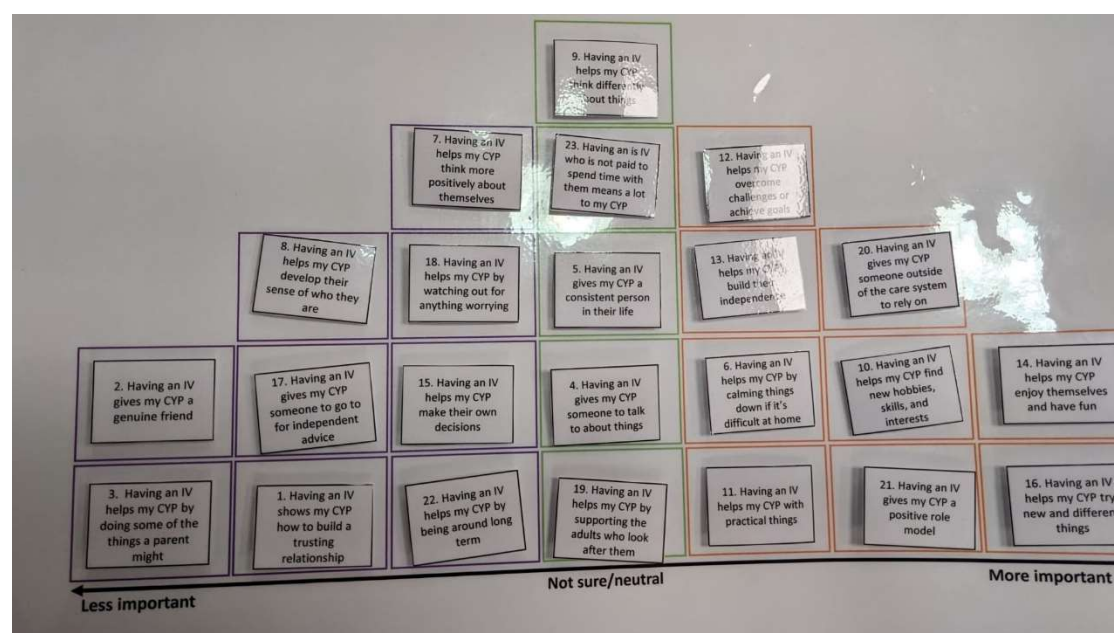 9. Having an IV
helps my CYP
think differently
about things
7. Having an IV
helps my CYP
think more
positively about
themselves
23. Having an is IV
who is not paid to
spend time with
them means a lot
to my CYP
12. Having an IV
helps my CYP
overcome
challenges or
achieve goals
8. Having an IV
helps my CYP
develop their
sense of who they
are
18. Having an IV
helps my CYP by
watching out for
anything worrying
5. Having an IV
gives my CYP a
consistent person
in their life
13. Having an IV
helps my CYP
build their
independence
20. Having an IV
gives my CYP
someone outside
of the care system
to rely on
2. Having an IV
gives my CYP a
genuine friend
17. Having an IV
gives my CYP
someone to go to
for independent
advice
15. Having an IV
helps my CYP
make their own
decisions
4. Having an IV
gives my CYP
someone to talk
to about things
6. Having an IV
helps my CYP by
calming things
down if it's
difficult at home
10. Having an IV
helps my CYP find
new hobbies,
skills, and
interests
14. Having an IV
helps my CYP
enjoy themselves
and have fun
3. Having an IV
helps my CYP by
doing some of the
things a parent
might
1. Having an IV
shows my CYP
how to build a
trusting
relationship
22. Having an IV
helps my CYP by
being around long
term
19. Having an IV
helps my CYP by
supporting the
adults who look
after them
11. Having an IV
helps my CYP with
practical things
21. Having an IV
gives my CYP a
positive role
model
16. Having an IV
helps my CYP try
new and different
things
Less important
Not sure/neutral
More important